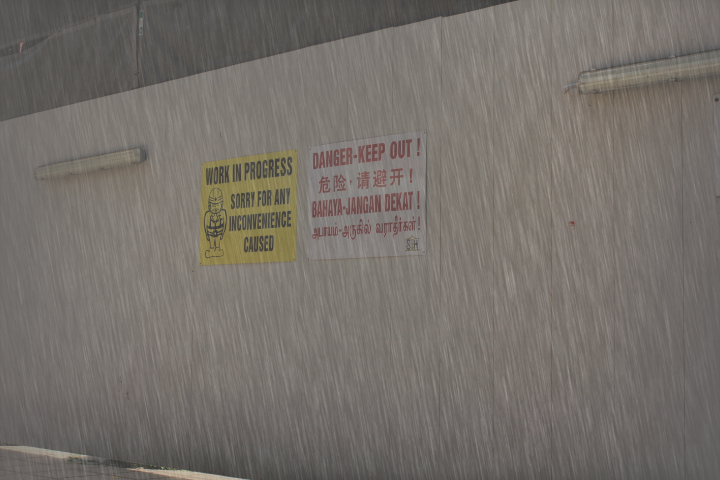 WORK IN PROGRESS
SORRY FOR ANY
INCONVENIENCE
CAUSED
DANGER-KEEP OUT !
危险·请避开！
BAHAYA-JANGAN DEKAT !
அபாயம்-அருகில் வராதீர்கள்!